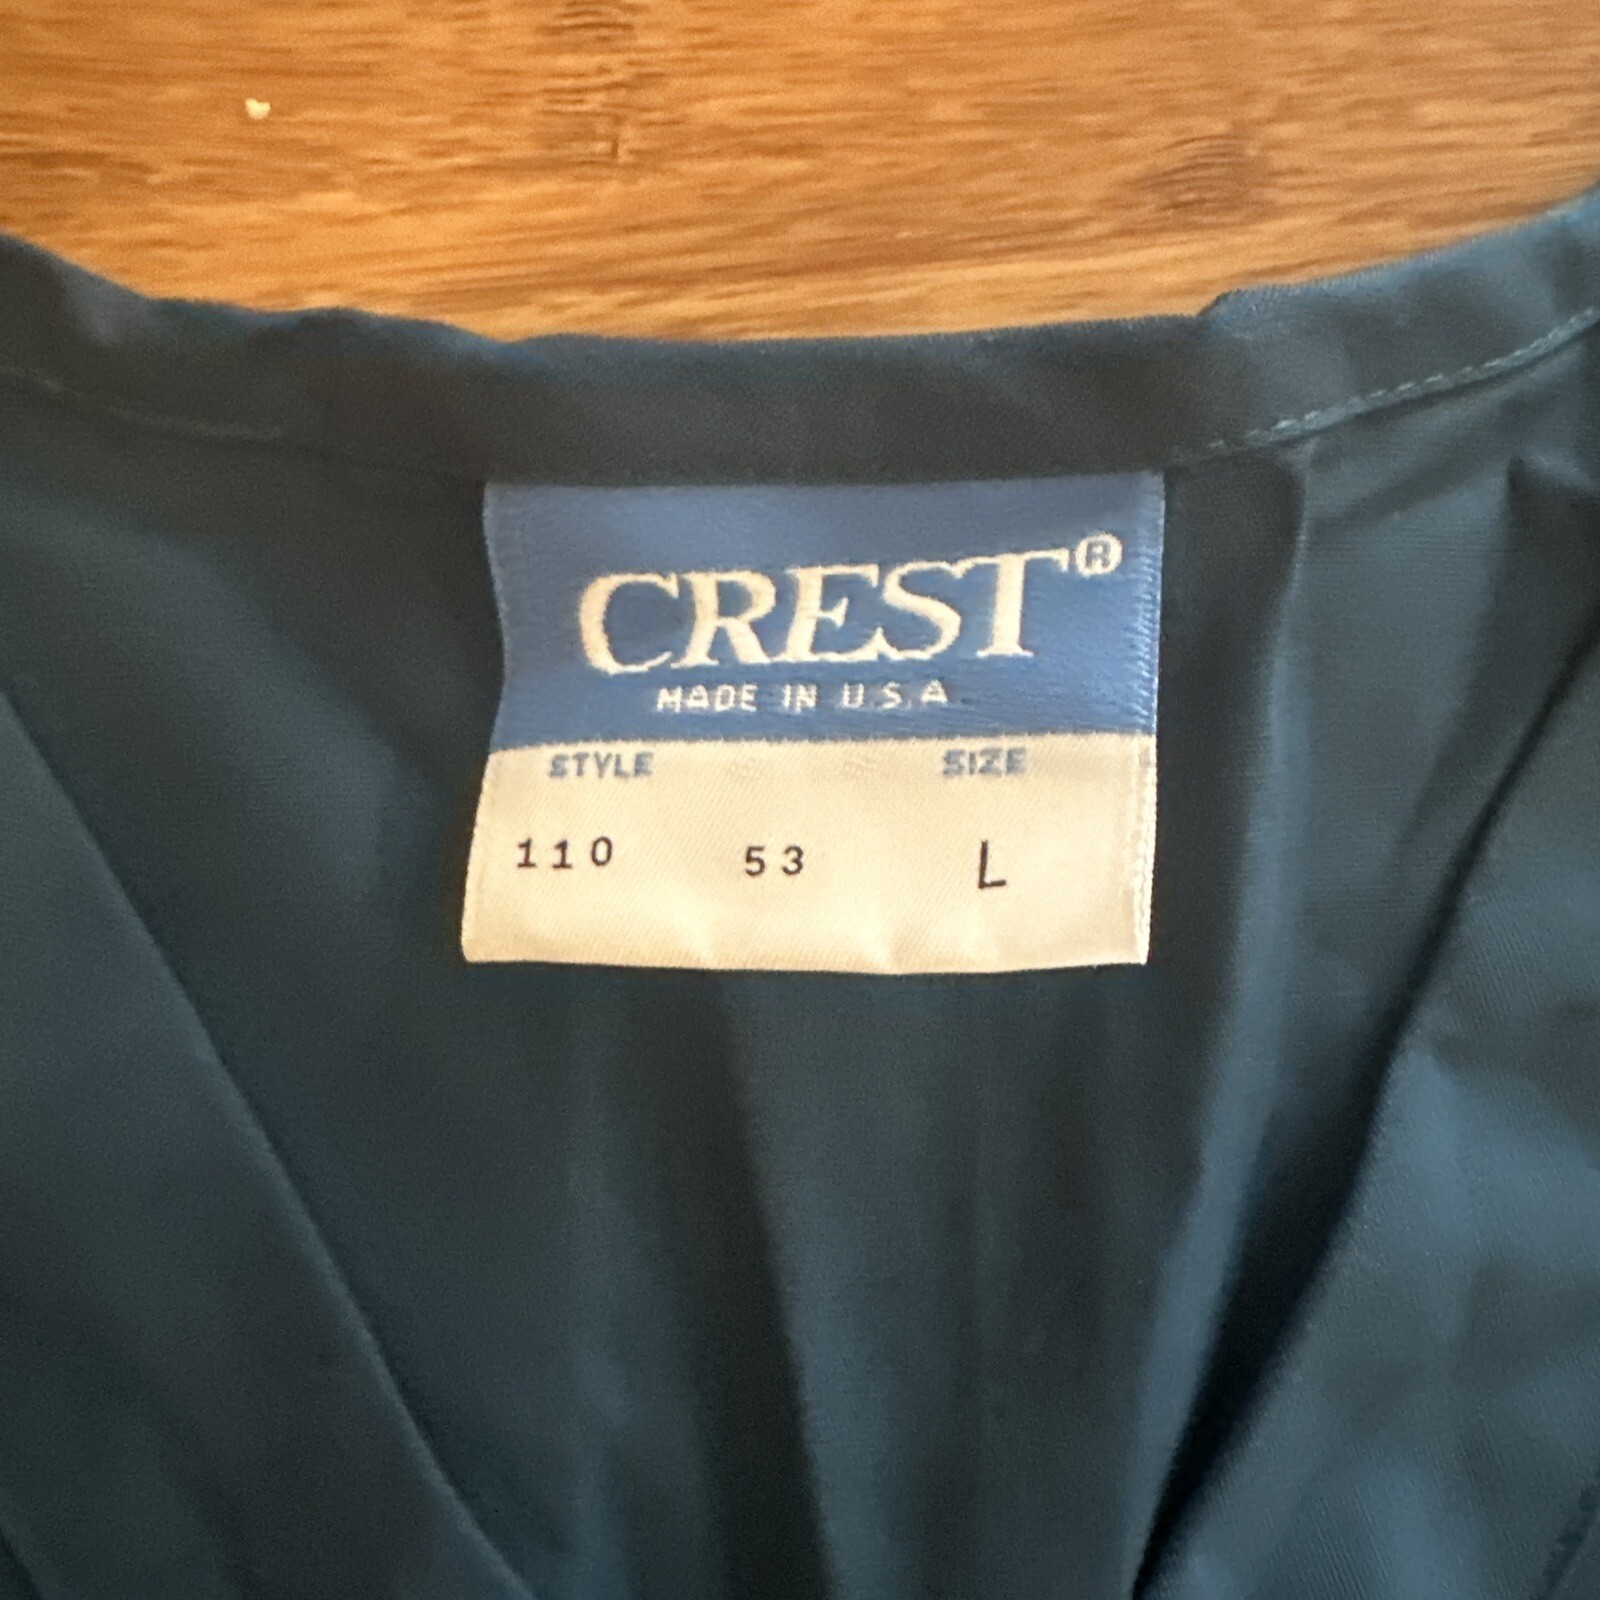 CREST®
MADE IN U.S.A
STYLE SIZE
110 53 L